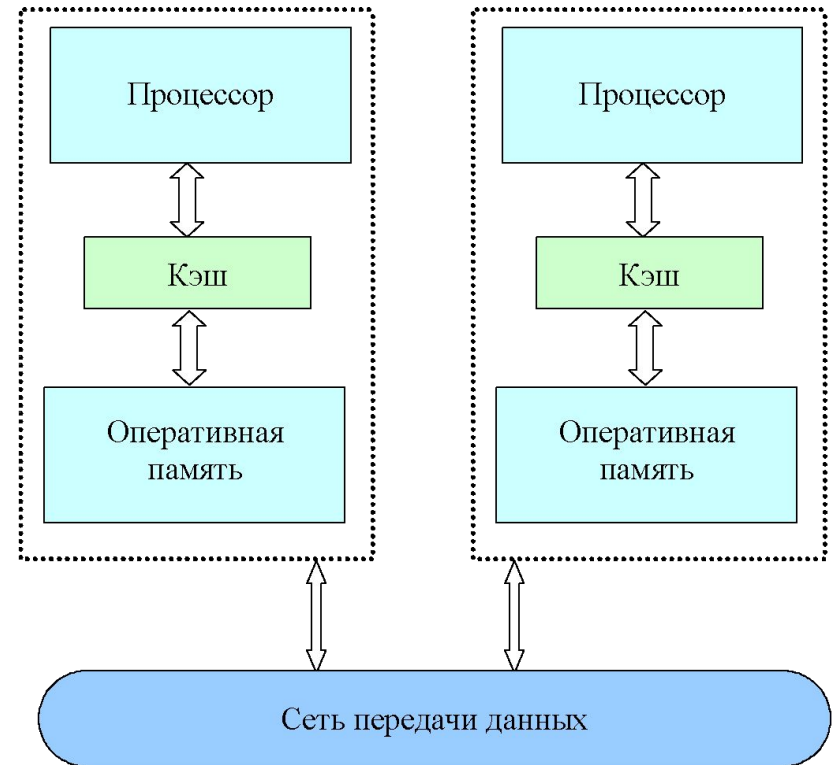 Процессор
Кэш
Оперативная
память
Процессор
Кэш
Оперативная
память
Сеть передачи данных